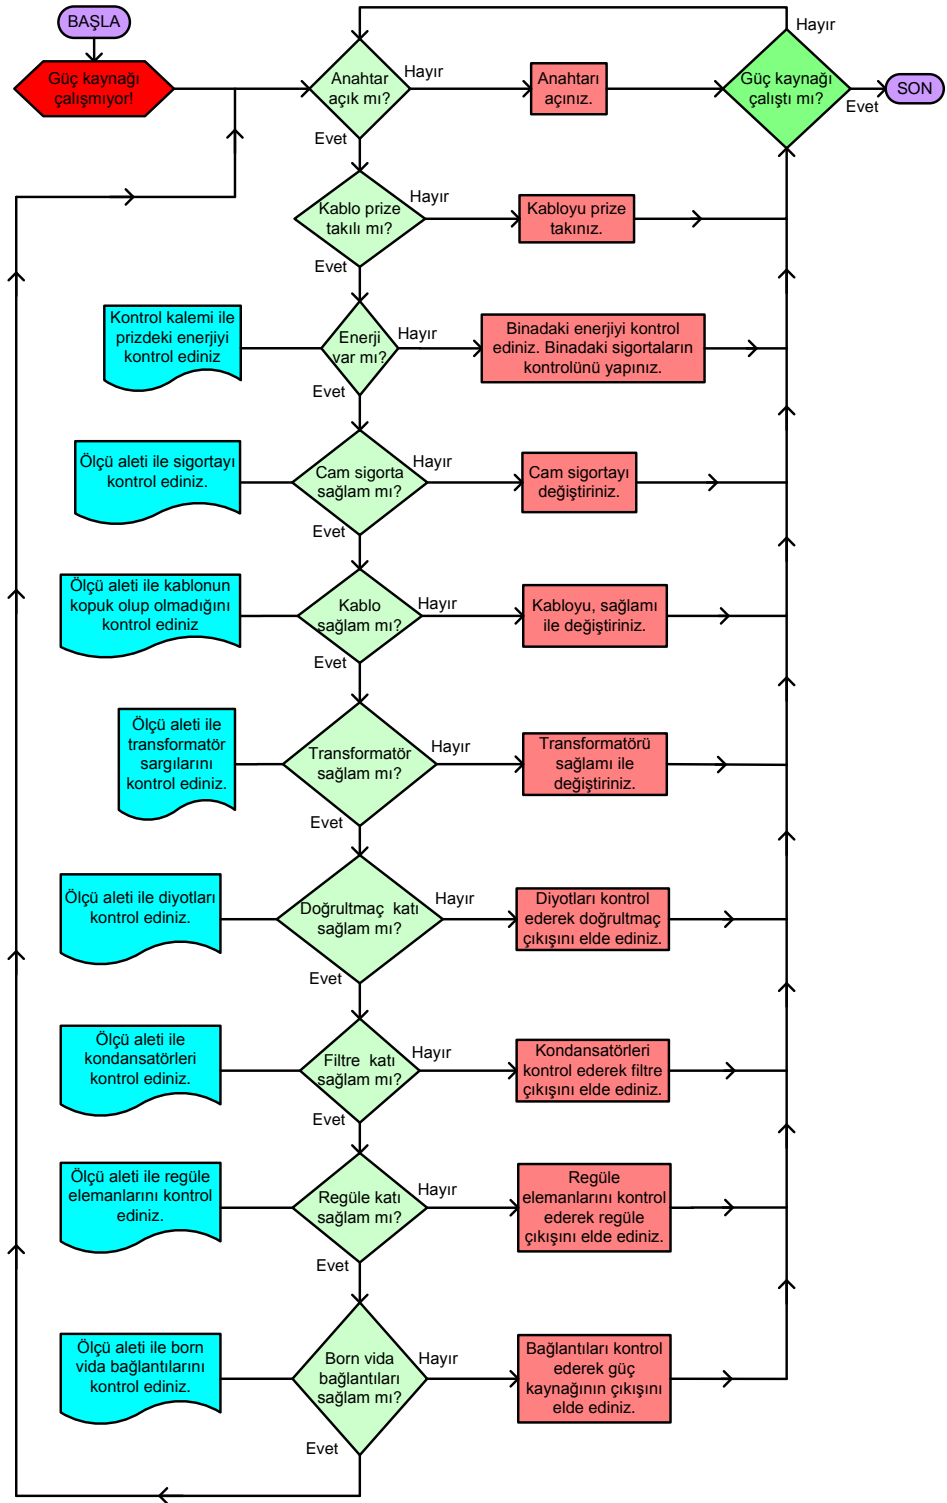 BAŞLA
Güç kaynağı
çalışmıyor!
Anahtar
açık mı?
Hayır
Anahtarı
açınız.
Güç kaynağı
çalıştı mı?
Hayır
Evet
SON
Evet
Kablo prize
takılı mı?
Hayır
Kabloyu prize
takınız.
Evet
Kontrol kalemi ile
prizdeki enerjiyi
kontrol ediniz
Enerji
var mı?
Hayır
Binadaki enerjiyi kontrol
ediniz. Binadaki sigortaların
kontrolünü yapınız.
Evet
Ölçü aleti ile sigortayı
kontrol ediniz.
Cam sigorta
sağlam mı?
Hayır
Cam sigortayı
değiştiriniz.
Evet
Ölçü aleti ile kablonun
kopuk olup olmadığını
kontrol ediniz
Kablo
sağlam mı?
Hayır
Kabloyu, sağlamı
ile değiştiriniz.
Evet
Ölçü aleti ile
transformatör
sargılarını
kontrol ediniz.
Transformatör
sağlam mı?
Hayır
Transformatörü
sağlamı ile
değiştiriniz.
Evet
Ölçü aleti ile diyotları
kontrol ediniz.
Doğrultmaç katı
sağlam mı?
Hayır
Diyotları kontrol
ederek doğrultmaç
çıkışını elde ediniz.
Evet
Ölçü aleti ile
kondansatörleri
kontrol ediniz.
Filtre katı
sağlam mı?
Hayır
Kondansatörleri
kontrol ederek filtre
çıkışını elde ediniz.
Evet
Ölçü aleti ile regüle
elemanlarını kontrol
ediniz.
Regüle katı
sağlam mı?
Hayır
Regüle
elemanlarını kontrol
ederek regüle
çıkışını elde ediniz.
Evet
Ölçü aleti ile born
vida bağlantılarını
kontrol ediniz.
Born vida
bağlantıları
sağlam mı?
Hayır
Bağlantıları kontrol
ederek güç
kaynağının çıkışını
elde ediniz.
Evet